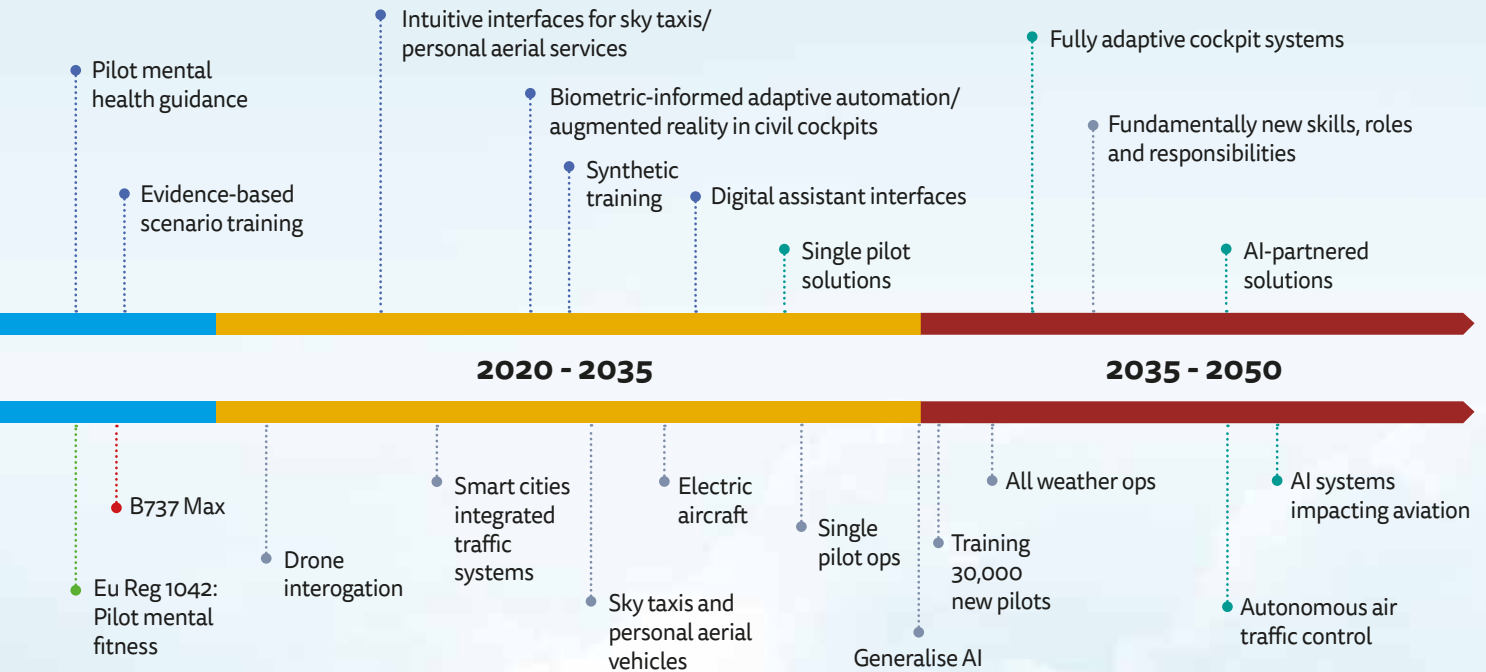 Intuitive interfaces for sky taxis/
personal aerial services
Fully adaptive cockpit systems
Pilot mental
health guidance
Biometric-informed adaptive automation/
augmented reality in civil cockpits
Fundamentally new skills, roles
and responsibilities
Synthetic
training
Evidence-based
scenario training
Digital assistant interfaces
Single pilot
solutions
AI-partnered
solutions
2020 - 2035
2035 - 2050
B737 Max
Eu Reg 1042:
Pilot mental
fitness
Drone
interogation
Smart cities
integrated
traffic
systems
Sky taxis and
personal aerial
vehicles
Electric
aircraft
Single
pilot ops
Generalise AI
Training
30,000
new pilots
All weather ops
Autonomous air
traffic control
AI systems
impacting aviation